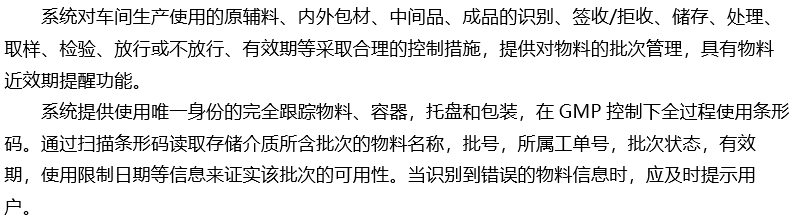 系统对车间生产使用的原辅料、内外包材、中间品、成品的识别、签收/拒收、储存、处理、
取样、检验、放行或不放行、有效期等采取合理的控制措施，提供对物料的批次管理，具有物料
近效期提醒功能。
系统提供使用唯一身份的完全跟踪物料、容器，托盘和包装，在 GMP 控制下全过程使用条形
码。通过扫描条形码读取存储介质所含批次的物料名称，批号，所属工单号，批次状态，有效
期，使用限制日期等信息来证实该批次的可用性。当识别到错误的物料信息时，应及时提示用
户。